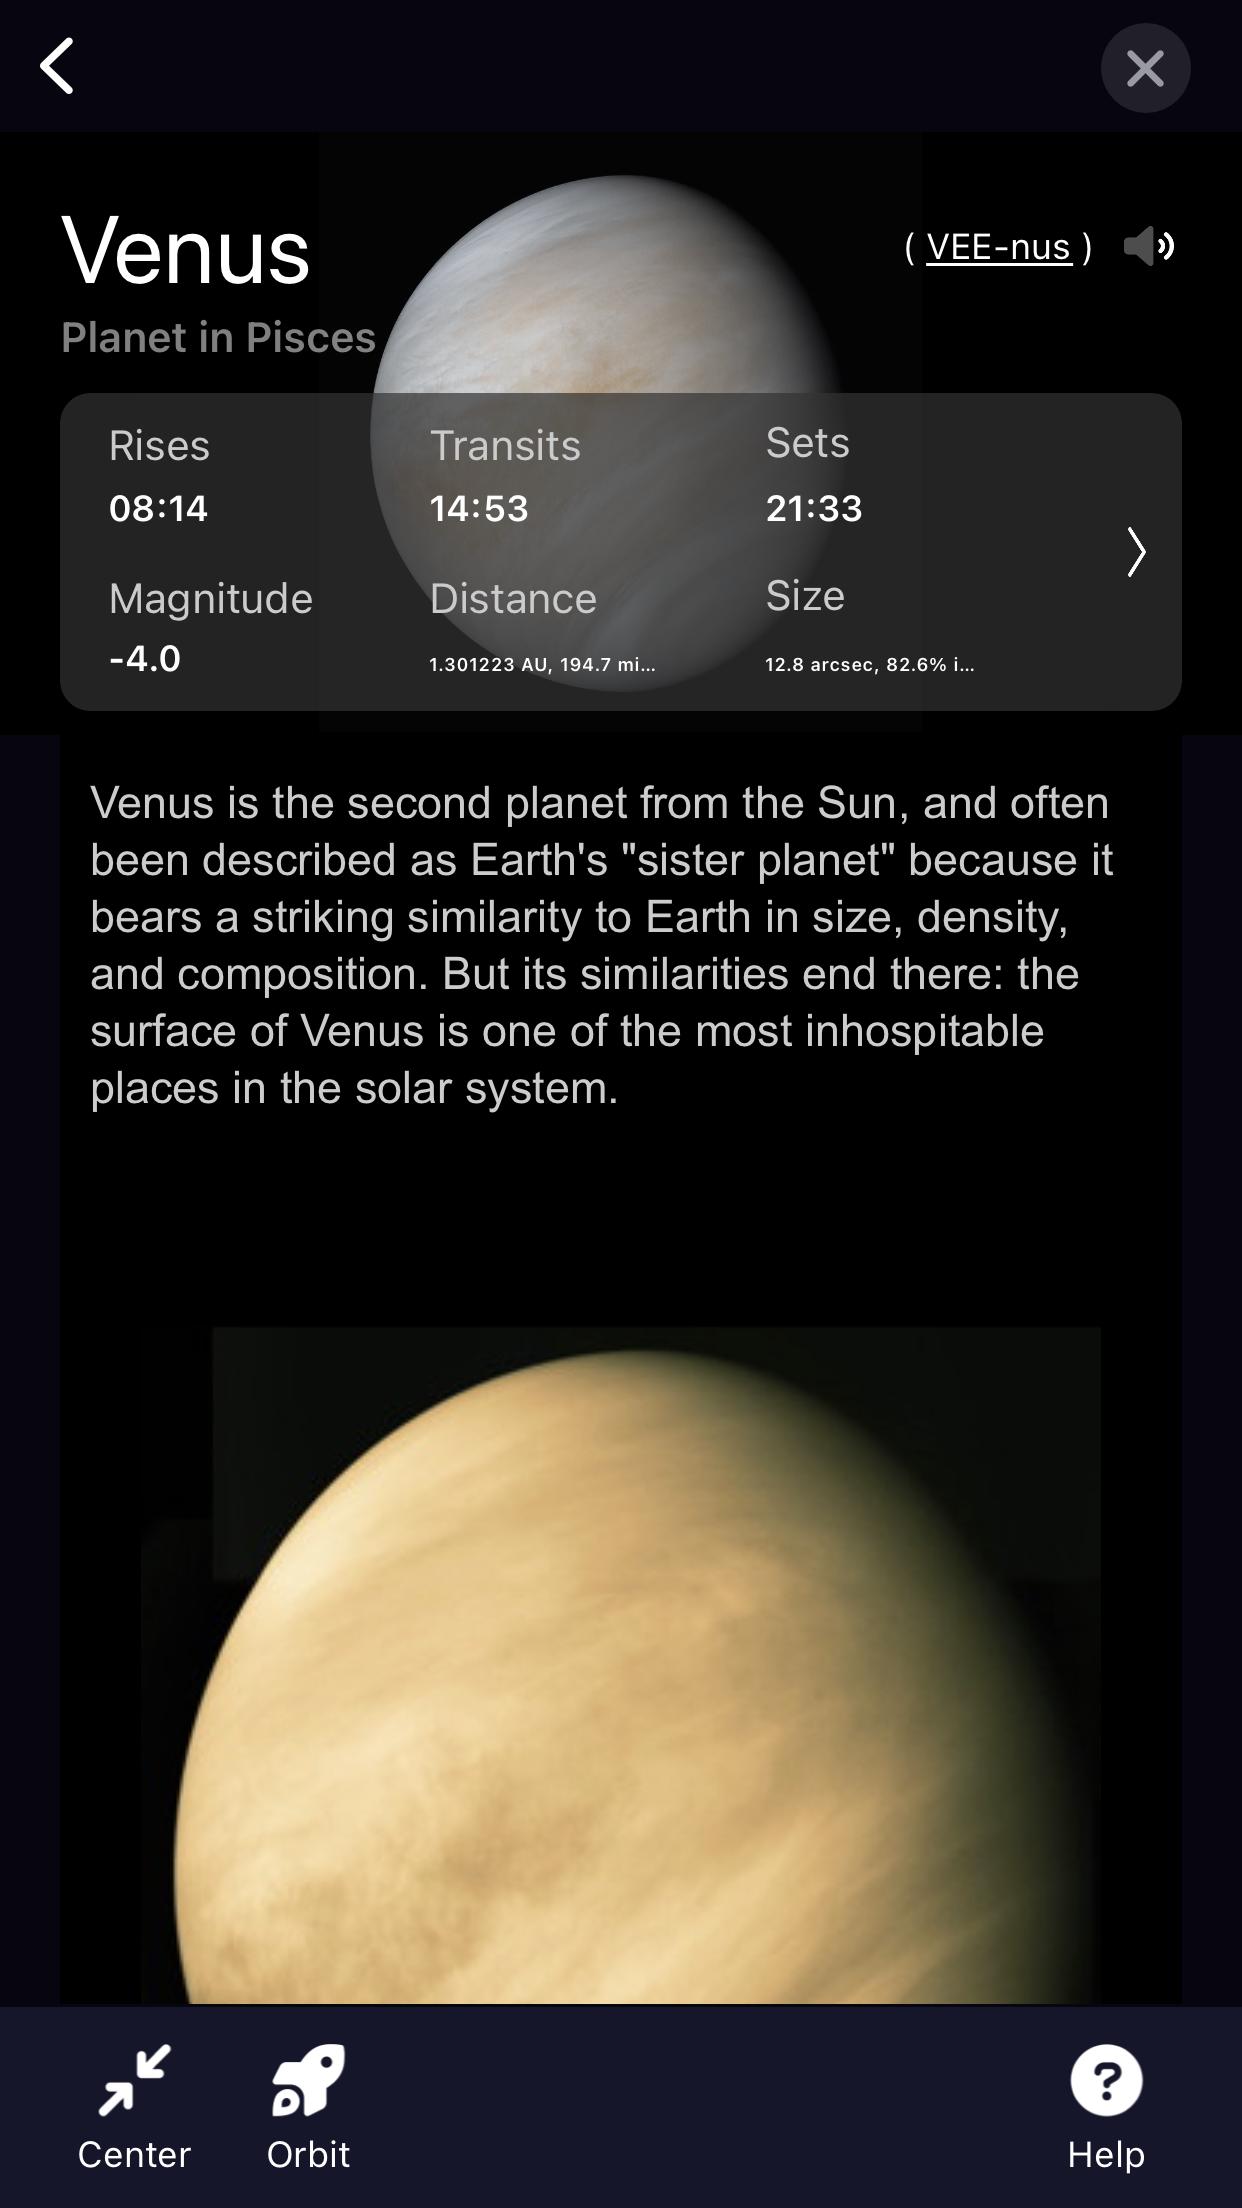 Venus
( VEE-nus )
Planet in Pisces
Rises Transits Sets
08:14 14:53 21:33
Magnitude Distance Size
-4.0 1.301223 AU, 194.7 mi... 12.8 arcsec, 82.6% i...
Venus is the second planet from the Sun, and often
been described as Earth's "sister planet" because it
bears a striking similarity to Earth in size, density,
and composition. But its similarities end there: the
surface of Venus is one of the most inhospitable
places in the solar system.
Center Orbit Help